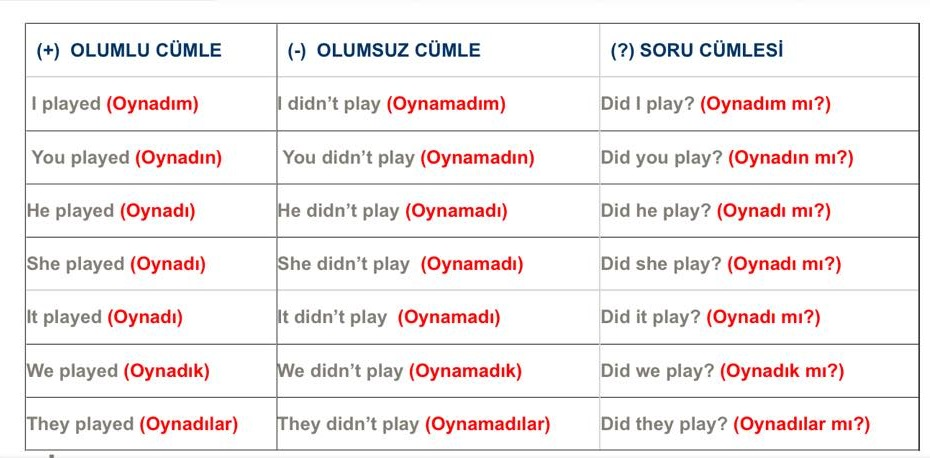 (+) OLUMLU CÜMLE (-) OLUMSUZ CÜMLE (?) SORU CÜMLESİ
I played (Oynadım) I didn’t play (Oynamadım) Did I play? (Oynadım mı?)
You played (Oynadın) You didn’t play (Oynamadın) Did you play? (Oynadın mı?)
He played (Oynadı) He didn’t play (Oynamadı) Did he play? (Oynadı mı?)
She played (Oynadı) She didn’t play (Oynamadı) Did she play? (Oynadı mı?)
It played (Oynadı) It didn’t play (Oynamadı) Did it play? (Oynadı mı?)
We played (Oynadık) We didn’t play (Oynamadık) Did we play? (Oynadık mı?)
They played (Oynadılar) They didn’t play (Oynamadılar) Did they play? (Oynadılar mı?)